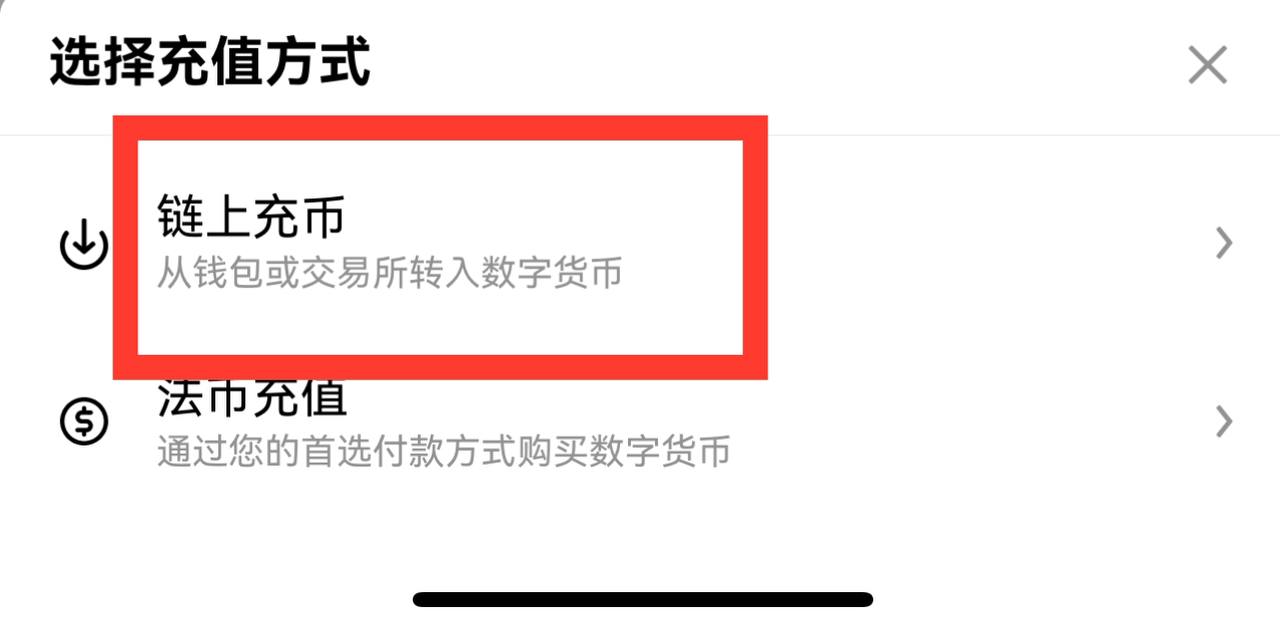 选择充值方式
链上充币
从钱包或交易所转入数字货币
法币充值
通过您的首选付款方式购买数字货币